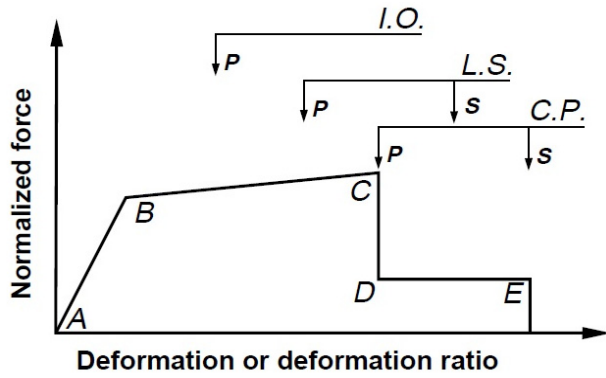 I.O.
P
L.S.
P
S
C.P.
P
S
Normalized force
B
C
A
D
E
Deformation or deformation ratio